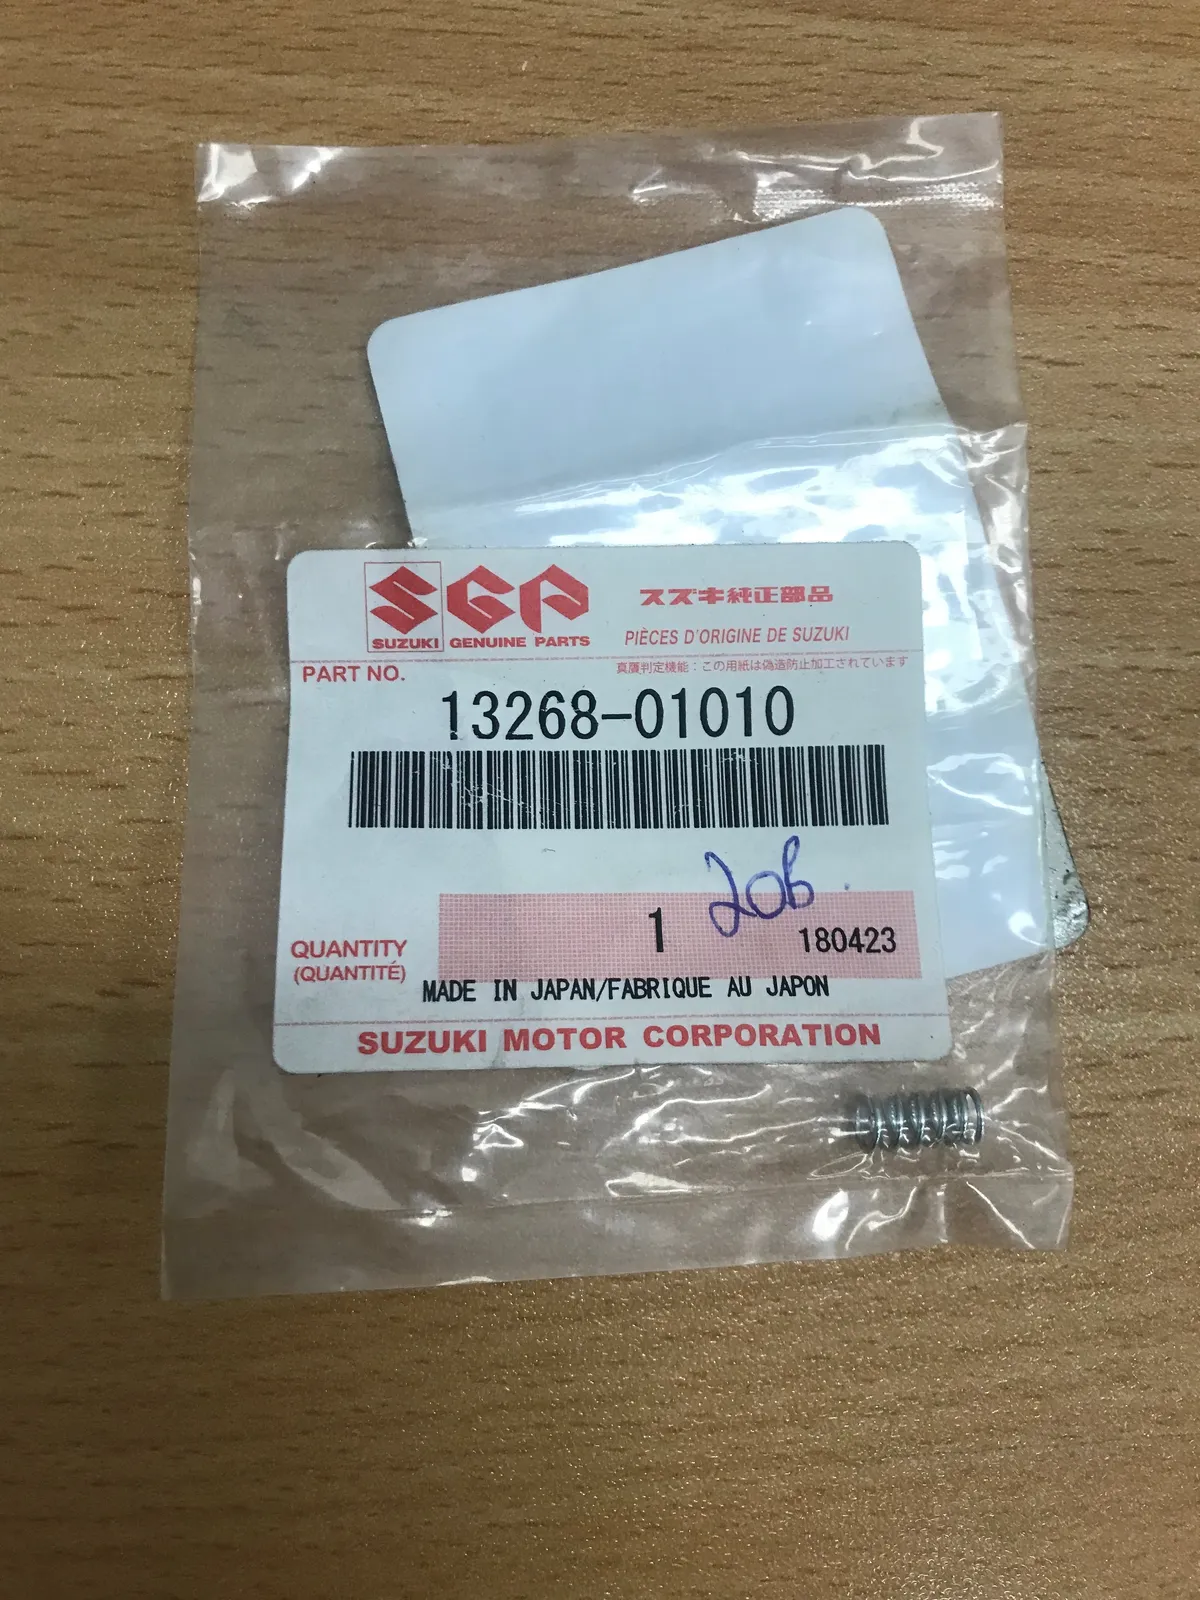 SGP
SUZUKI GENUINE PARTS
スズキ純正部品
PIÈCES D'ORIGINE DE SUZUKI
PART NO.
真贋判定機能：この用紙は偽造防止加工されています
13268-01010
20b
QUANTITY
(QUANTITÉ)
1
180423
MADE IN JAPAN/FABRIQUE AU JAPON
SUZUKI MOTOR CORPORATION